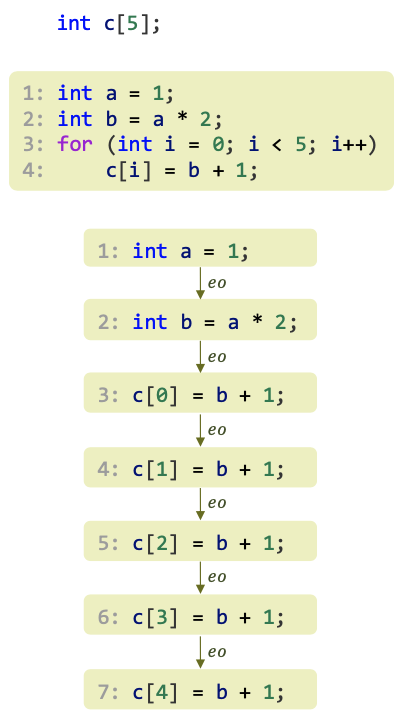 int c[5];
1: int a = 1;
2: int b = a * 2;
3: for (int i = 0; i < 5; i++)
4:     c[i] = b + 1;
1: int a = 1;
eo
2: int b = a * 2;
eo
3: c[0] = b + 1;
eo
4: c[1] = b + 1;
eo
5: c[2] = b + 1;
eo
6: c[3] = b + 1;
eo
7: c[4] = b + 1;